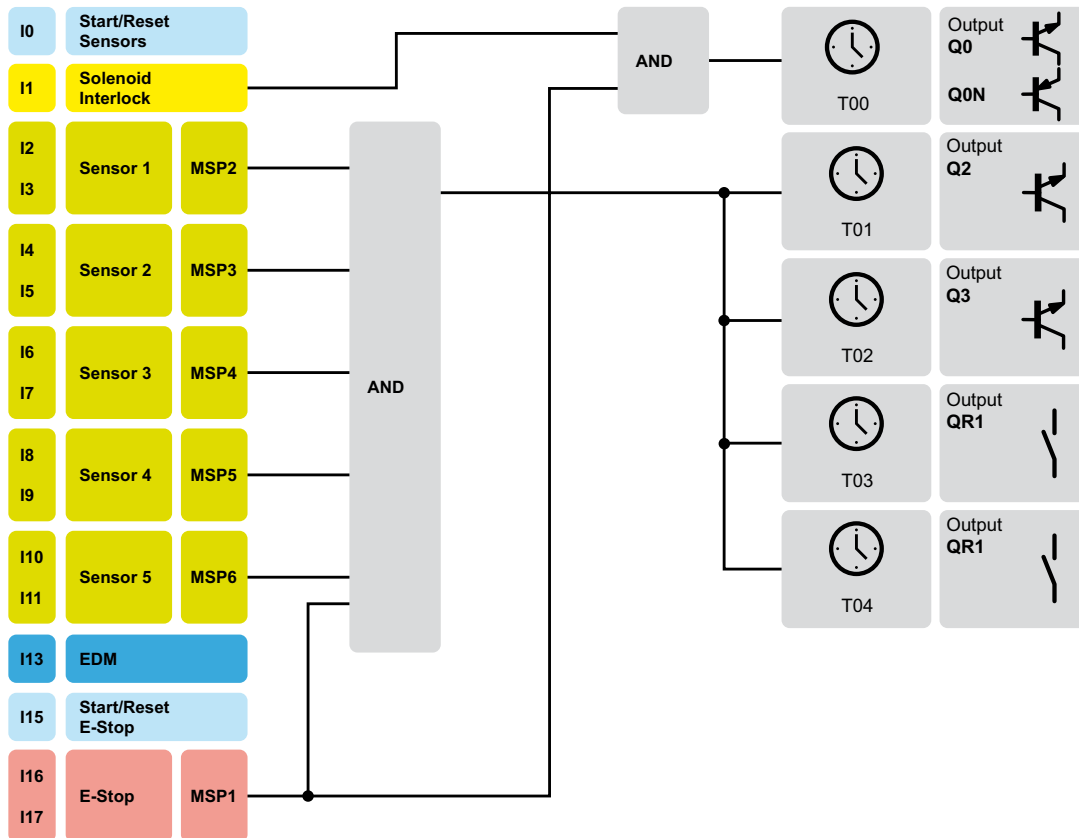 I0
Start/Reset
Sensors
I1
Solenoid
Interlock
I2
I3
Sensor 1
MSP2
I4
I5
Sensor 2
MSP3
I6
I7
Sensor 3
MSP4
I8
I9
Sensor 4
MSP5
I10
I11
Sensor 5
MSP6
I13
EDM
I15
Start/Reset
E-Stop
I16
I17
E-Stop
MSP1
AND
AND
T00
Output
Q0
Q0N
T01
Output
Q2
T02
Output
Q3
T03
Output
QR1
T04
Output
QR1